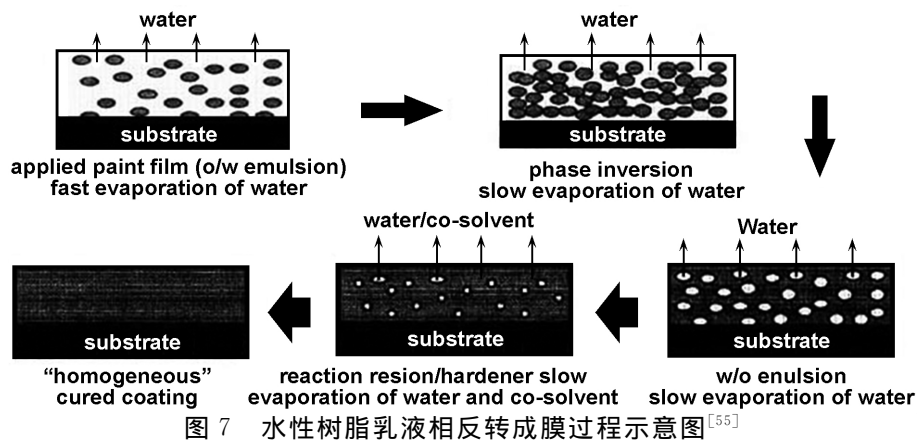 water
substrate
applied paint film (o/w emulsion)
fast evaporation of water
water
substrate
phase inversion
slow evaporation of water
Water
substrate
w/o enulsion
slow evaporation of water
water/co-solvent
substrate
reaction resion/hardener slow
evaporation of water and co-solvent
substrate
“homogeneous”
cured coating
图 7 水性树脂乳液相反转成膜过程示意图[55]